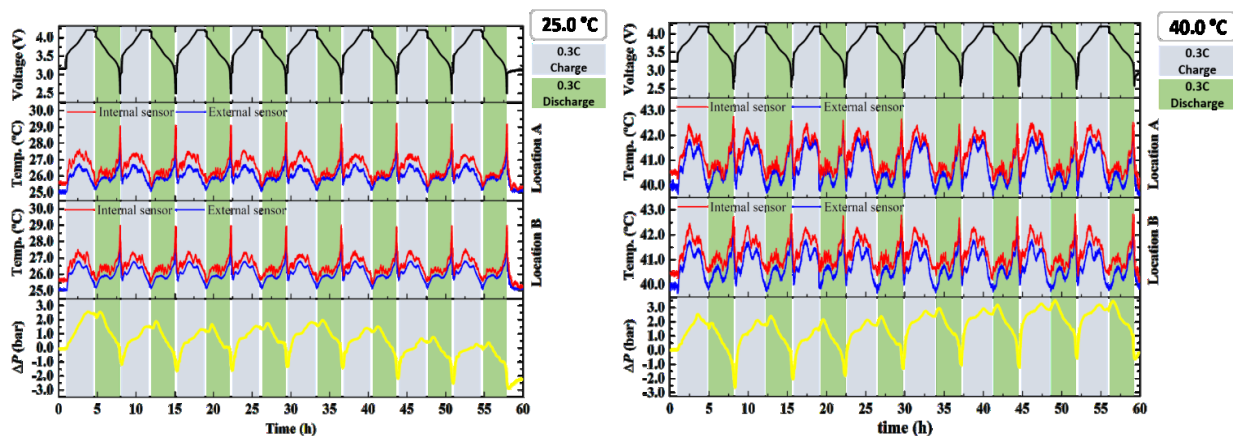 25.0 °C
0.3C
Charge
0.3C
Discharge
Voltage (V)
4.0
3.5
3.0
2.5
Internal sensor
External sensor
Temp. (°C)
30.0
29.0
28.0
27.0
26.0
25.0
Location A
Internal sensor
External sensor
Temp. (°C)
30.0
29.0
28.0
27.0
26.0
25.0
Location B
ΔP (bar)
3.0
2.0
1.0
0.0
-1.0
-2.0
-3.0
0 5 10 15 20 25 30 35 40 45 50 55 60
Time (h)
40.0 °C
0.3C
Charge
0.3C
Discharge
Voltage (V)
4.0
3.5
3.0
2.5
Internal sensor
External sensor
Temp. (°C)
43.0
42.0
41.0
40.0
Location A
Internal sensor
External sensor
Temp. (°C)
43.0
42.0
41.0
40.0
Location B
ΔP (bar)
3.0
2.0
1.0
0.0
-1.0
-2.0
-3.0
0 5 10 15 20 25 30 35 40 45 50 55 60
time (h)